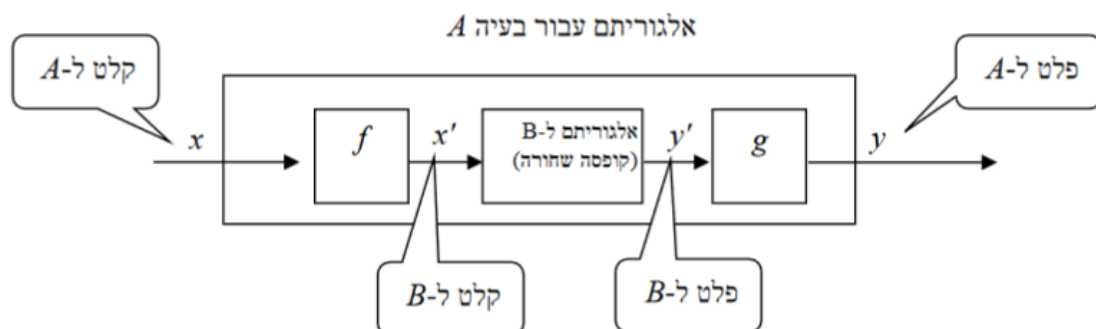 אלגוריתם עבור בעיה A
קלט ל-A
פלט ל-A
x
f
x'
אלגוריתם ל-B
(קופסה שחורה)
y'
g
y
קלט ל-B
פלט ל-B